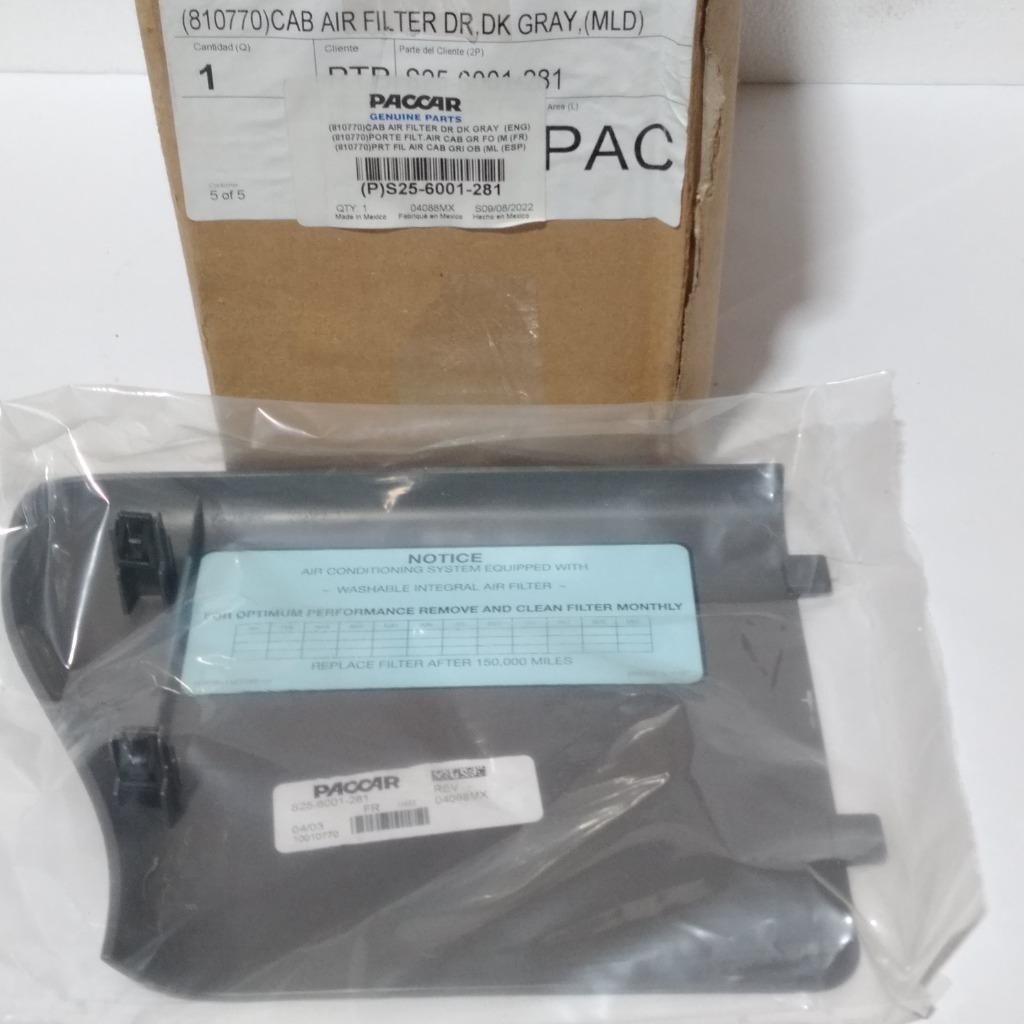 (810770)CAB AIR FILTER DR,DK GRAY,(MLD)
Cantidad (Q)
Cliente
Parte del Cliente (2P)
1
S25-6001-281
Area (L)
PAC
PACCAR
GENUINE PARTS
(810770)CAB AIR FILTER DR DK GRAY (ENG)
(810770)PORTE FILT.AIR CAB GR FO (M (FR)
(810770)PRT FIL AIR CAB GRI OB (ML (ESP)
(P)S25-6001-281
QTY: 1 04088MX S09/08/2022
Made in Mexico Fabriqué en Mexico Hecho en Mexico
5 of 5
NOTICE
AIR CONDITIONING SYSTEM EQUIPPED WITH
~ WASHABLE INTEGRAL AIR FILTER ~
FOR OPTIMUM PERFORMANCE REMOVE AND CLEAN FILTER MONTHLY
REPLACE FILTER AFTER 150,000 MILES
PACCAR
S25-6001-281
REV
FR
04088MX
04/03
10010770